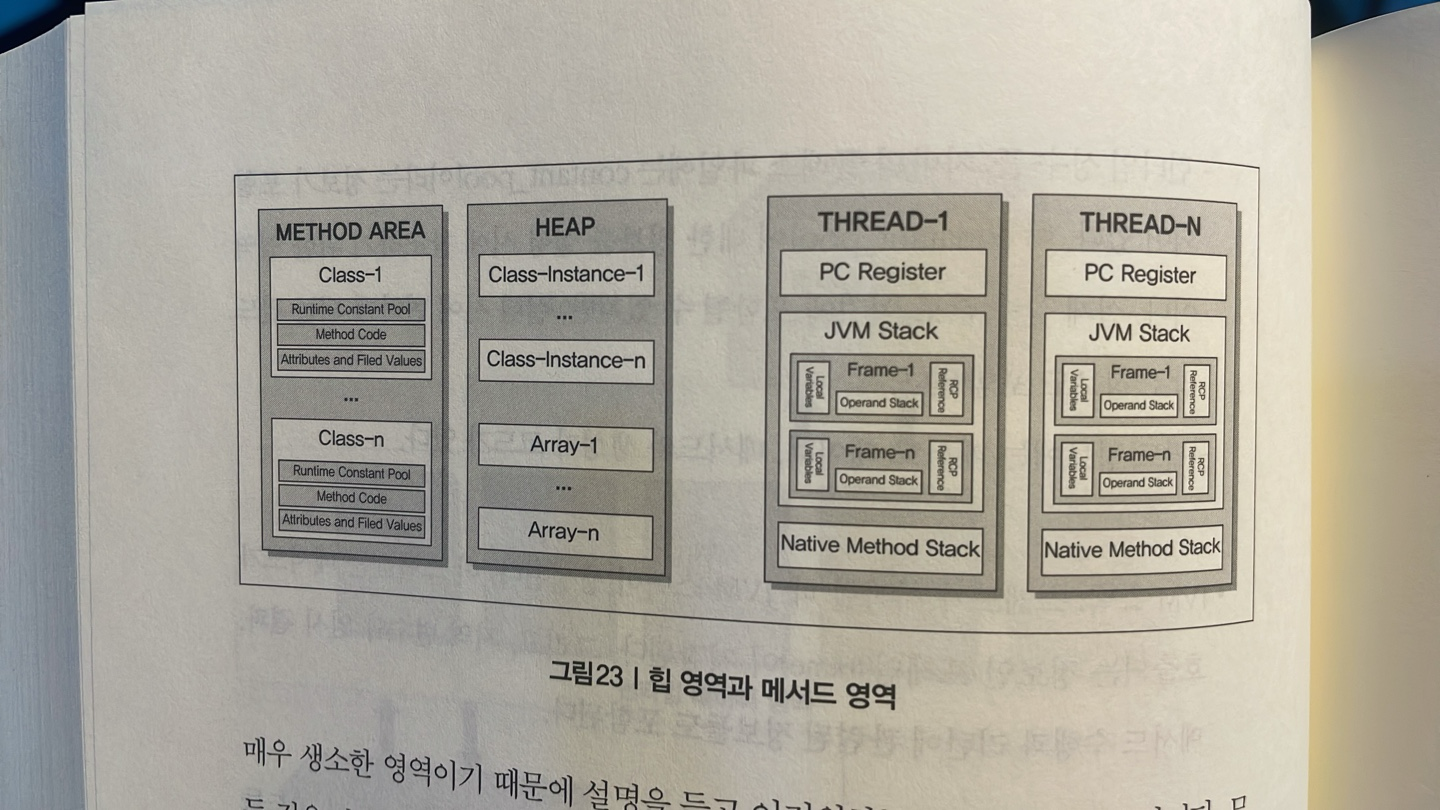 METHOD AREA
Class-1
Runtime Constant Pool
Method Code
Attributes and Filed Values
...
Class-n
Runtime Constant Pool
Method Code
Attributes and Filed Values
HEAP
Class-Instance-1
...
Class-Instance-n
Array-1
...
Array-n
THREAD-1
PC Register
JVM Stack
Frame-1
Local Variables
Operand Stack
RCP Reference
Frame-n
Local Variables
Operand Stack
RCP Reference
Native Method Stack
THREAD-N
PC Register
JVM Stack
Frame-1
Local Variables
Operand Stack
RCP Reference
Frame-n
Local Variables
Operand Stack
RCP Reference
Native Method Stack
그림23 | 힙 영역과 메서드 영역
매우 생소한 영역이기 때문에 설명을 듣고